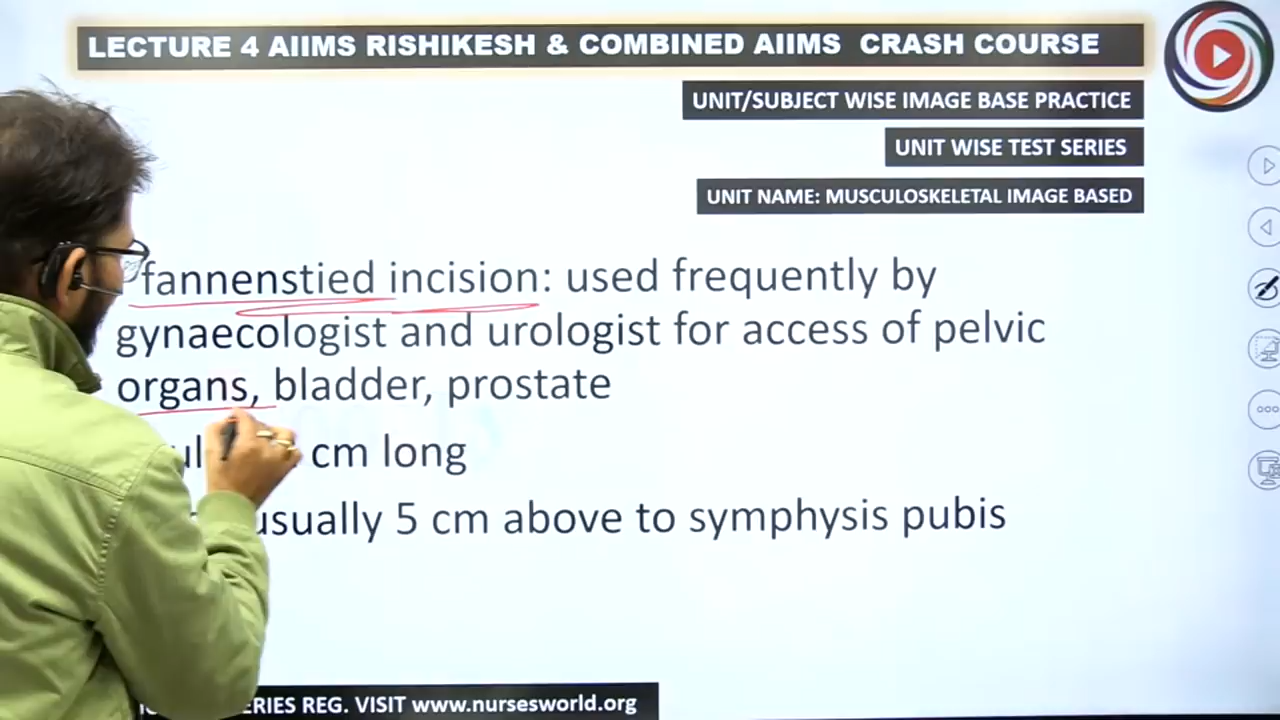 LECTURE 4 AIIMS RISHIKESH & COMBINED AIIMS CRASH COURSE
UNIT/SUBJECT WISE IMAGE BASE PRACTICE
UNIT WISE TEST SERIES
UNIT NAME: MUSCULOSKELETAL IMAGE BASED
Pfannenstied incision: used frequently by
gynaecologist and urologist for access of pelvic
organs, bladder, prostate
cm long
usually 5 cm above to symphysis pubis
REG. VISIT www.nursesworld.org